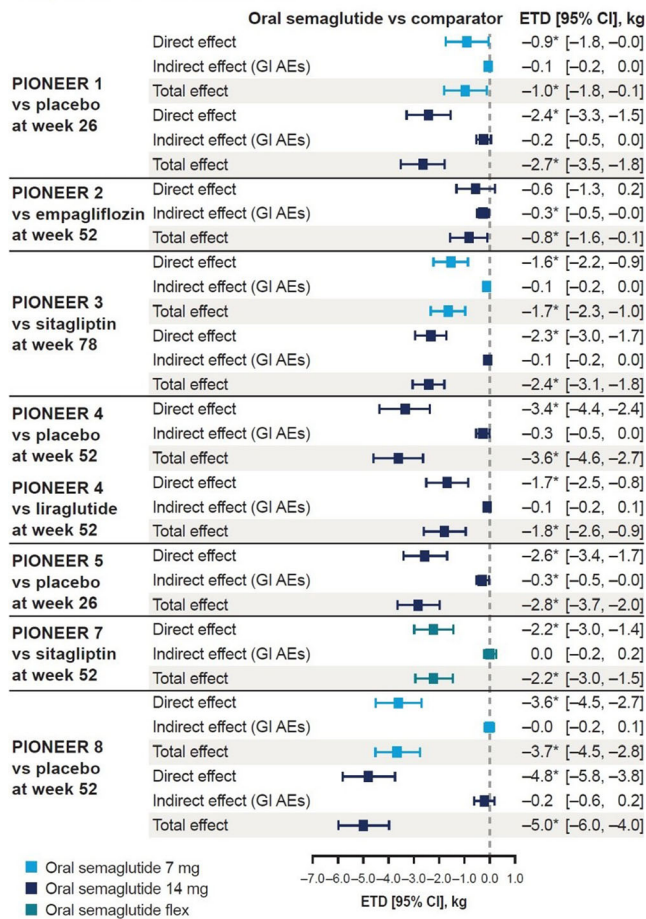 Oral semaglutide vs comparator ETD [95% CI], kg
PIONEER 1
vs placebo
at week 26
Direct effect –0.9* [–1.8, –0.0]
Indirect effect (GI AEs) –0.1 [–0.2, 0.0]
Total effect –1.0* [–1.8, –0.1]
Direct effect –2.4* [–3.3, –1.5]
Indirect effect (GI AEs) –0.2 [–0.5, 0.0]
Total effect –2.7* [–3.5, –1.8]
PIONEER 2
vs empagliflozin
at week 52
Direct effect –0.6 [–1.3, 0.2]
Indirect effect (GI AEs) –0.3* [–0.5, –0.0]
Total effect –0.8* [–1.6, –0.1]
PIONEER 3
vs sitagliptin
at week 78
Direct effect –1.6* [–2.2, –0.9]
Indirect effect (GI AEs) –0.1 [–0.2, 0.0]
Total effect –1.7* [–2.3, –1.0]
Direct effect –2.3* [–3.0, –1.7]
Indirect effect (GI AEs) –0.1 [–0.2, 0.0]
Total effect –2.4* [–3.1, –1.8]
PIONEER 4
vs placebo
at week 52
Direct effect –3.4* [–4.4, –2.4]
Indirect effect (GI AEs) –0.3 [–0.5, 0.0]
Total effect –3.6* [–4.6, –2.7]
PIONEER 4
vs liraglutide
at week 52
Direct effect –1.7* [–2.5, –0.8]
Indirect effect (GI AEs) –0.1 [–0.2, 0.1]
Total effect –1.8* [–2.6, –0.9]
PIONEER 5
vs placebo
at week 26
Direct effect –2.6* [–3.4, –1.7]
Indirect effect (GI AEs) –0.3* [–0.5, –0.0]
Total effect –2.8* [–3.7, –2.0]
PIONEER 7
vs sitagliptin
at week 52
Direct effect –2.2* [–3.0, –1.4]
Indirect effect (GI AEs) 0.0 [–0.2, 0.2]
Total effect –2.2* [–3.0, –1.5]
PIONEER 8
vs placebo
at week 52
Direct effect –3.6* [–4.5, –2.7]
Indirect effect (GI AEs) –0.0 [–0.2, 0.1]
Total effect –3.7* [–4.5, –2.8]
Direct effect –4.8* [–5.8, –3.8]
Indirect effect (GI AEs) –0.2 [–0.6, 0.2]
Total effect –5.0* [–6.0, –4.0]
Oral semaglutide 7 mg
Oral semaglutide 14 mg
Oral semaglutide flex
–7.0 –6.0 –5.0 –4.0 –3.0 –2.0 –1.0 0.0 1.0
ETD [95% CI], kg